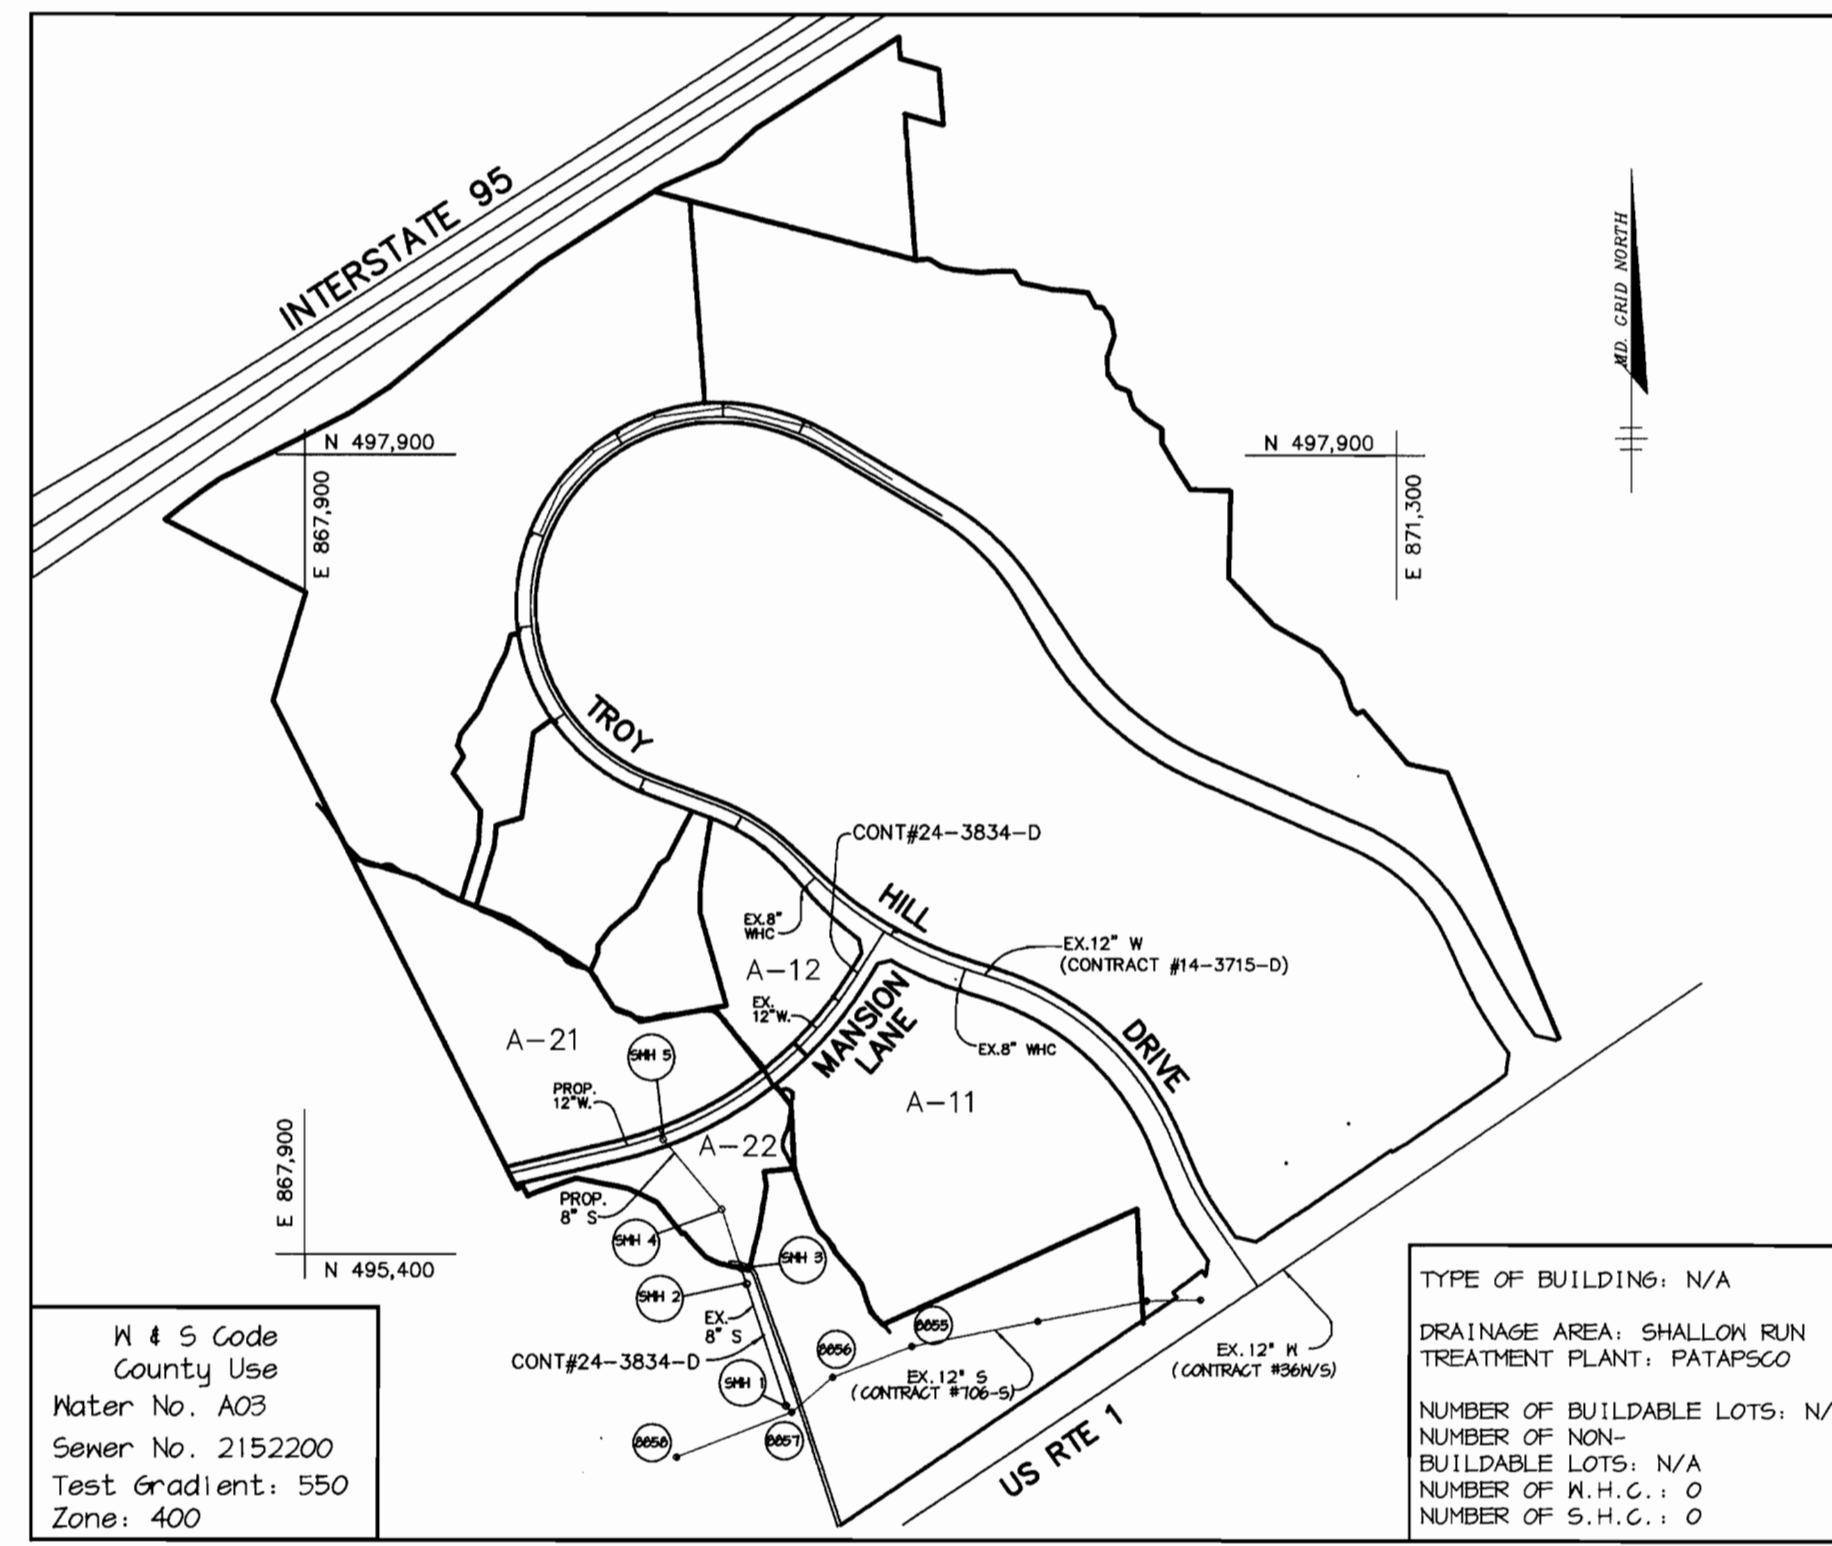 INTERSTATE 95
MD. GRID NORTH
N 497,900
E 867,900
N 497,900
E 871,300
TROY
HILL
DRIVE
CONT#24-3834-D
EX.8"
WHC
A-12
EX.12" W
(CONTRACT #14-3715-D)
EX.
12"W.
MANSION
LANE
EX.8" WHC
A-21
SMH 5
A-11
PROP.
12"W.
A-22
E 867,900
N 495,400
PROP.
8" S
SMH 4
SMH 3
SMH 2
EX.
8" S
CONT#24-3834-D
SMH 1
8855
8856
8857
8858
EX.12" S
(CONTRACT #706-S)
EX.12" W
(CONTRACT #36W/S)
US RTE 1
W & S Code
County Use
Water No. A03
Sewer No. 2152200
Test Gradient: 550
Zone: 400
TYPE OF BUILDING: N/A
DRAINAGE AREA: SHALLOW RUN
TREATMENT PLANT: PATAPSCO
NUMBER OF BUILDABLE LOTS: N/
NUMBER OF NON-
BUILDABLE LOTS: N/A
NUMBER OF W.H.C.: 0
NUMBER OF S.H.C.: 0